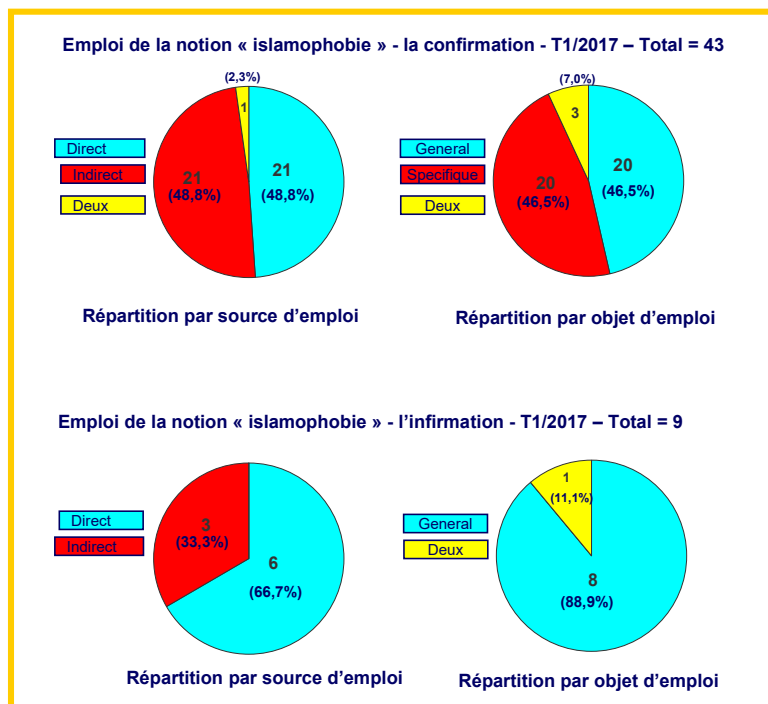 Emploi de la notion « islamophobie » - la confirmation - T1/2017 – Total = 43
(2,3%)
1
Direct
Indirect
Deux
21
(48,8%)
21
(48,8%)
Répartition par source d’emploi
(7,0%)
3
General
Specifique
Deux
20
(46,5%)
20
(46,5%)
Répartition par objet d’emploi
Emploi de la notion « islamophobie » - l’infirmation - T1/2017 – Total = 9
Direct
Indirect
3
(33,3%)
6
(66,7%)
Répartition par source d’emploi
General
Deux
1
(11,1%)
8
(88,9%)
Répartition par objet d’emploi